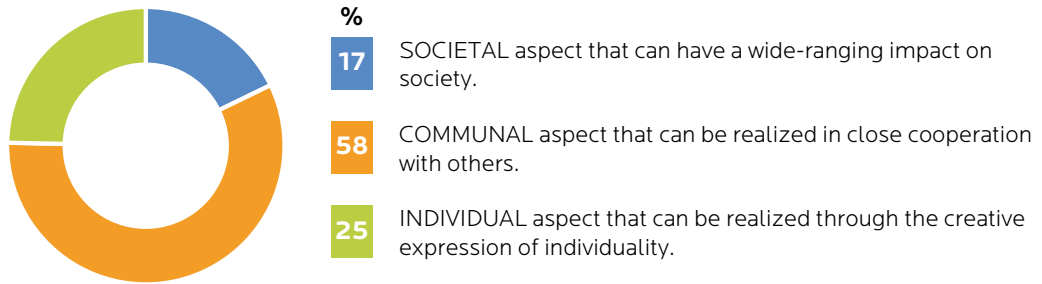 %
17
SOCIETAL aspect that can have a wide-ranging impact on
society.
58
COMMUNAL aspect that can be realized in close cooperation
with others.
25
INDIVIDUAL aspect that can be realized through the creative
expression of individuality.